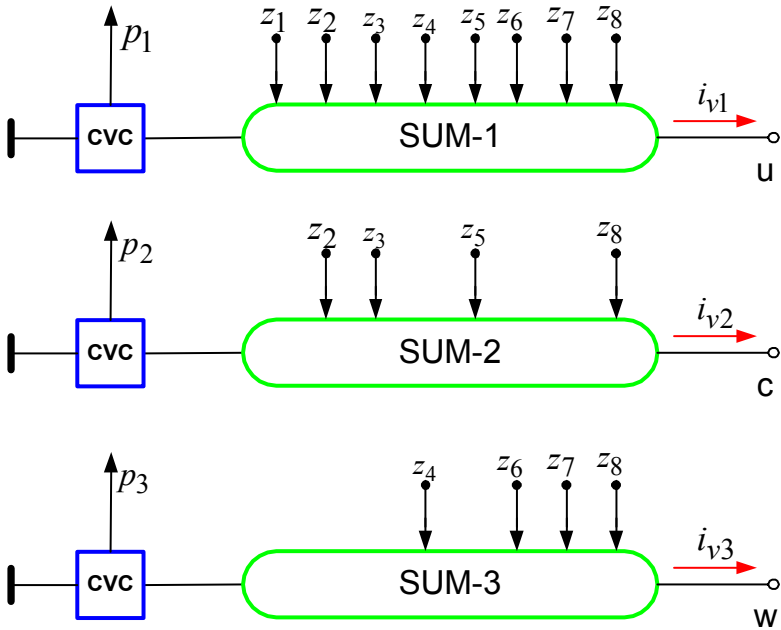 p1 z1 z2 z3 z4 z5 z6 z7 z8
CVC SUM-1 iv1
u
p2 z2 z3 z5 z8
CVC SUM-2 iv2
c
p3 z4 z6 z7 z8
CVC SUM-3 iv3
w